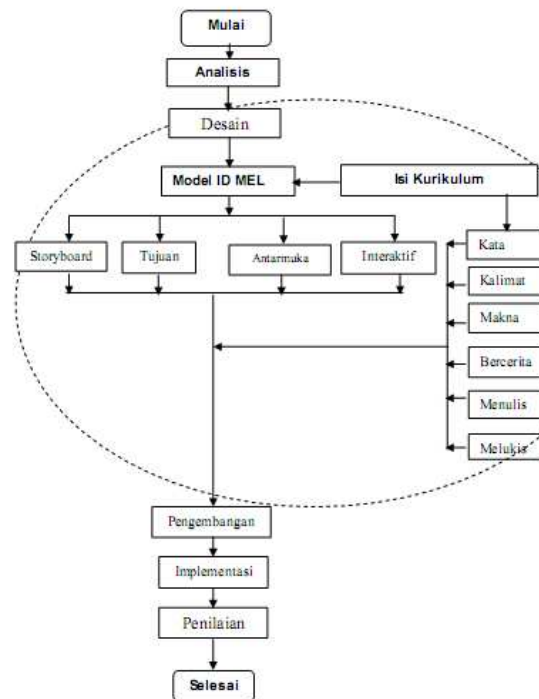 Mulai
Analisis
Desain
Model ID MEL
Isi Kurikulum
Storyboard
Tujuan
Antarmuka
Interaktif
Kata
Kalimat
Makna
Bercerita
Menulis
Melukis
Pengembangan
Implementasi
Penilaian
Selesai